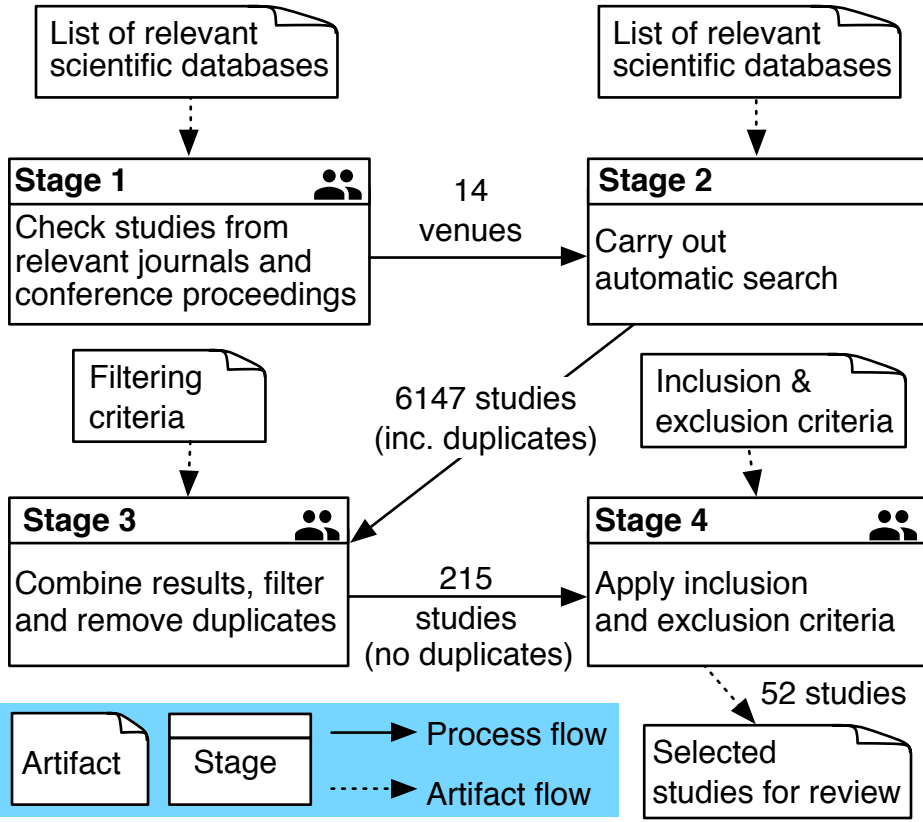 List of relevant
scientific databases
List of relevant
scientific databases
Stage 1
Check studies from
relevant journals and
conference proceedings
14
venues
Stage 2
Carry out
automatic search
Filtering
criteria
6147 studies
(inc. duplicates)
Inclusion &
exclusion criteria
Stage 3
Combine results, filter
and remove duplicates
215
studies
(no duplicates)
Stage 4
Apply inclusion
and exclusion criteria
52 studies
Selected
studies for review
Artifact
Stage
Process flow
Artifact flow